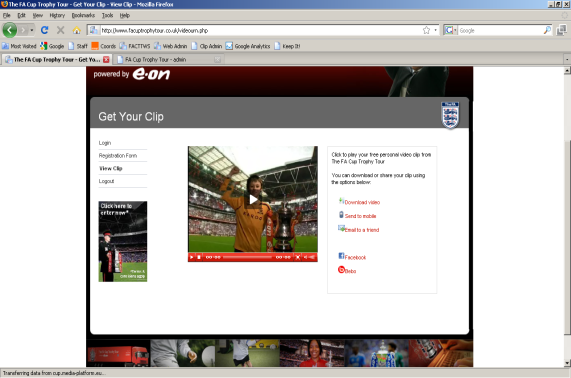 The FA Cup Trophy Tour - Get Your Clip - View Clip - Mozilla Firefox
File Edit View History Bookmarks Tools Help
http://www.facuptrophytour.co.uk/videoum.php
Google
Most Visited Google Staff Coords FACTTWS Web Admin Clip Admin Google Analytics Keep It!
The FA Cup Trophy Tour - Get Yo... FA Cup Trophy Tour - admin
powered by e·on
Get Your Clip
Login
Registration Form
View Clip
Logout
Click here to
enter now*
Click to play your free personal video clip from
The FA Cup Trophy Tour
You can download or share your clip using
the options below:
Download video
Send to mobile
Email to a friend
Facebook
Bebo
00:00 00:00
Transferring data from cup.media-platform.eu...